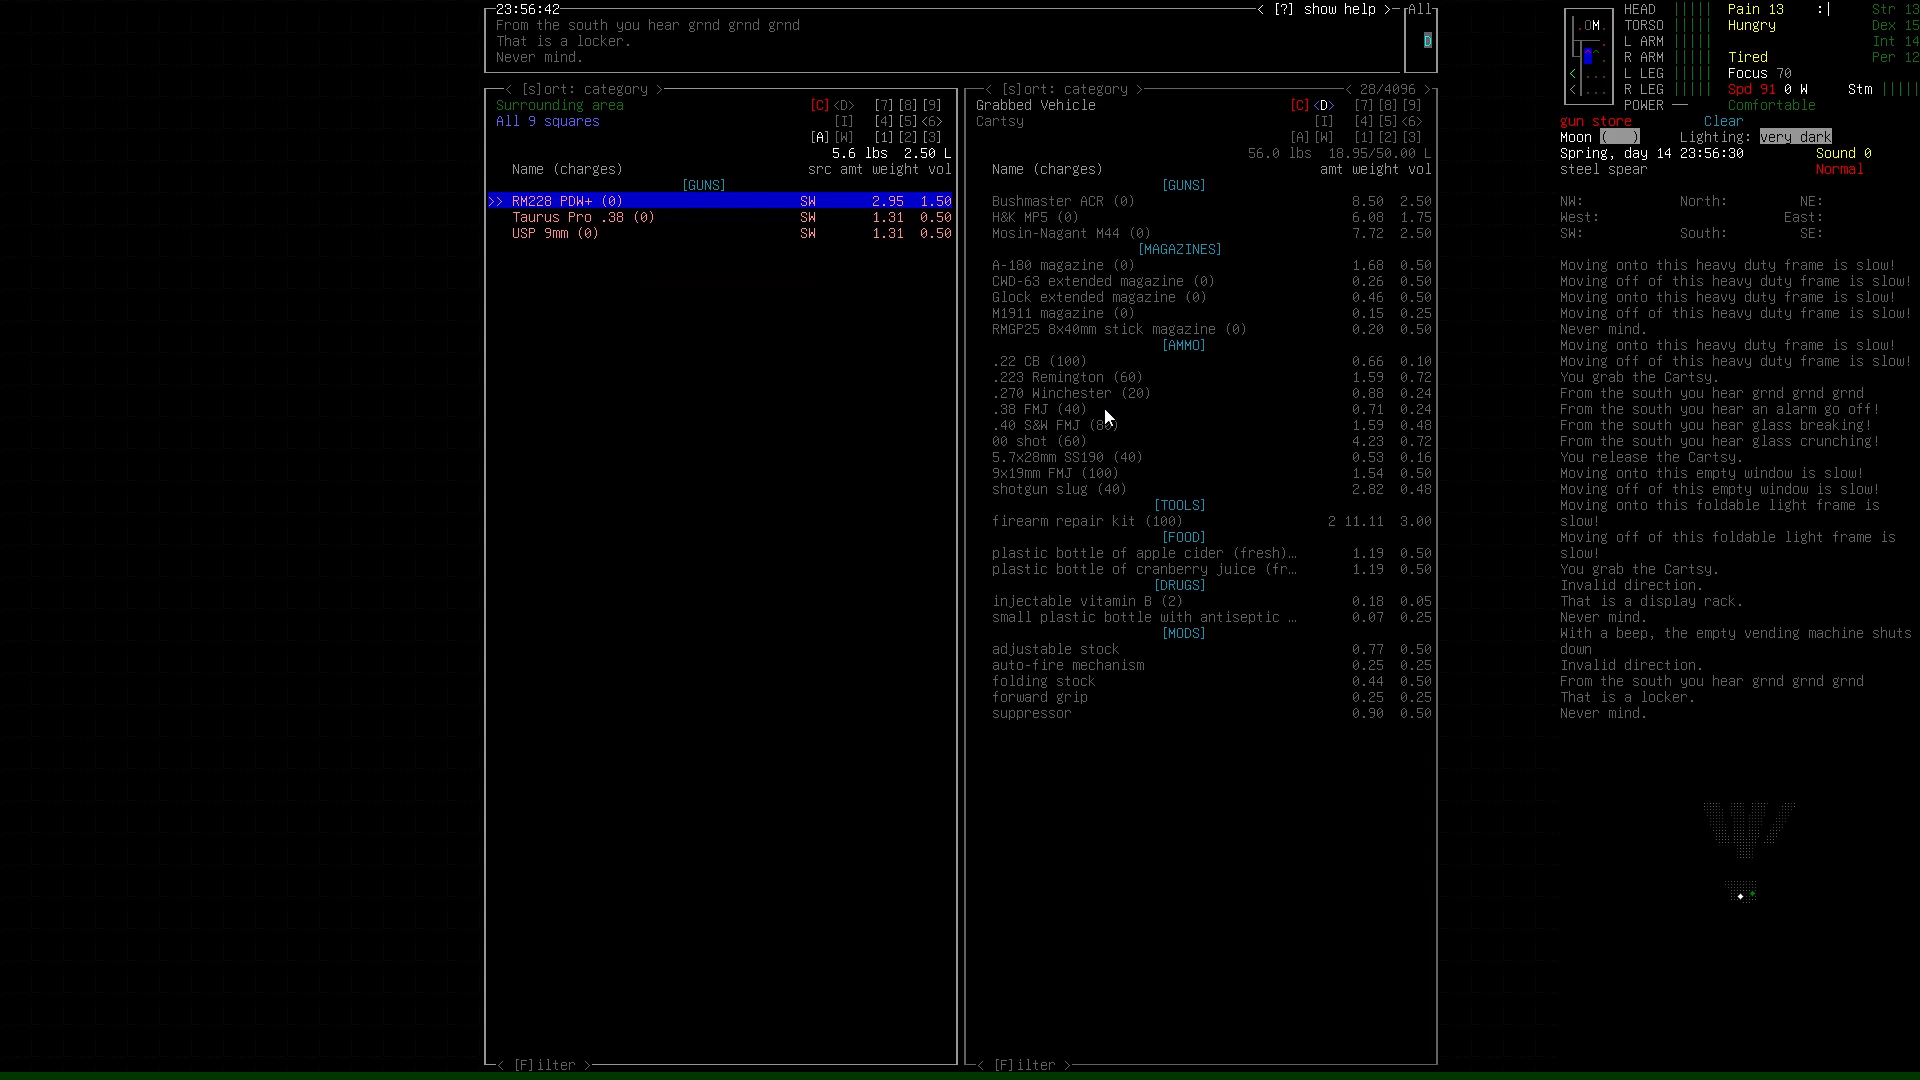 23:56:42 < [?] show help > All
From the south you hear grnd grnd grnd
That is a locker. D
Never mind.
< [s]ort: category >
Surrounding area [C] <D> [7][8][9]
All 9 squares [I] [4][5]<6>
[A][W] [1][2][3]
5.6 lbs 2.50 L
Name (charges) src amt weight vol
[GUNS]
>> RM228 PDW+ (0) SW 2.95 1.50
Taurus Pro .38 (0) SW 1.31 0.50
USP 9mm (0) SW 1.31 0.50
< [F]ilter >
< [s]ort: category > < 28/4096 >
Grabbed Vehicle [C]<D> [7][8][9]
Cartsy [I] [4][5]<6>
[A][W] [1][2][3]
56.0 lbs 18.95/50.00 L
Name (charges) amt weight vol
[GUNS]
Bushmaster ACR (0) 8.50 2.50
H&K MP5 (0) 6.08 1.75
Mosin-Nagant M44 (0) 7.72 2.50
[MAGAZINES]
A-180 magazine (0) 1.68 0.50
CWD-63 extended magazine (0) 0.26 0.50
Glock extended magazine (0) 0.46 0.50
M1911 magazine (0) 0.15 0.25
RMGP25 8x40mm stick magazine (0) 0.20 0.50
[AMMO]
.22 CB (100) 0.66 0.10
.223 Remington (60) 1.59 0.72
.270 Winchester (20) 0.88 0.24
.38 FMJ (40) 0.71 0.24
.40 S&W FMJ 1.59 0.48
00 shot (60) 4.23 0.72
5.7x28mm SS190 (40) 0.53 0.16
9x19mm FMJ (100) 1.54 0.50
shotgun slug (40) 2.82 0.48
[TOOLS]
firearm repair kit (100) 2 11.11 3.00
[FOOD]
plastic bottle of apple cider (fresh)… 1.19 0.50
plastic bottle of cranberry juice (fr… 1.19 0.50
[DRUGS]
injectable vitamin B (2) 0.18 0.05
small plastic bottle with antiseptic … 0.07 0.25
[MODS]
adjustable stock 0.77 0.50
auto-fire mechanism 0.25 0.25
folding stock 0.44 0.50
forward grip 0.25 0.25
suppressor 0.90 0.50
< [F]ilter >
HEAD ||||| Pain 13 :| Str 13
.OM. TORSO ||||| Hungry Dex 15
L ARM ||||| Int 14
^^. R ARM ||||| Tired Per 12
<|... L LEG ||||| Focus 70
<|... R LEG ||||| Spd 91 0 W Stm |||||
POWER — Comfortable
gun store Clear
Moon ( ) Lighting: very dark
Spring, day 14 23:56:30 Sound 0
steel spear Normal
NW: North: NE:
West: East:
SW: South: SE:
Moving onto this heavy duty frame is slow!
Moving off of this heavy duty frame is slow!
Moving onto this heavy duty frame is slow!
Moving off of this heavy duty frame is slow!
Never mind.
Moving onto this heavy duty frame is slow!
Moving off of this heavy duty frame is slow!
You grab the Cartsy.
From the south you hear grnd grnd grnd
From the south you hear an alarm go off!
From the south you hear glass breaking!
From the south you hear glass crunching!
You release the Cartsy.
Moving onto this empty window is slow!
Moving off of this empty window is slow!
Moving onto this foldable light frame is
slow!
Moving off of this foldable light frame is
slow!
You grab the Cartsy.
Invalid direction.
That is a display rack.
Never mind.
With a beep, the empty vending machine shuts
down
Invalid direction.
From the south you hear grnd grnd grnd
That is a locker.
Never mind.